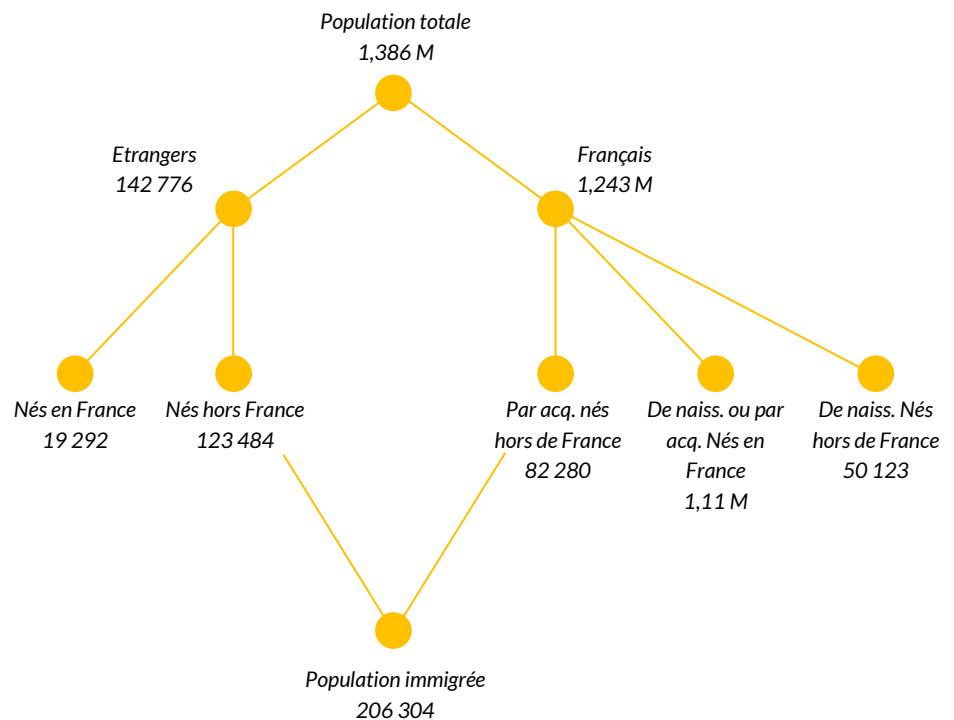 Population totale
1,386 M
Etrangers
142 776
Français
1,243 M
Nés en France
19 292
Nés hors France
123 484
Par acq. nés
hors de France
82 280
De naiss. ou par
acq. Nés en
France
1,11 M
De naiss. Nés
hors de France
50 123
Population immigrée
206 304